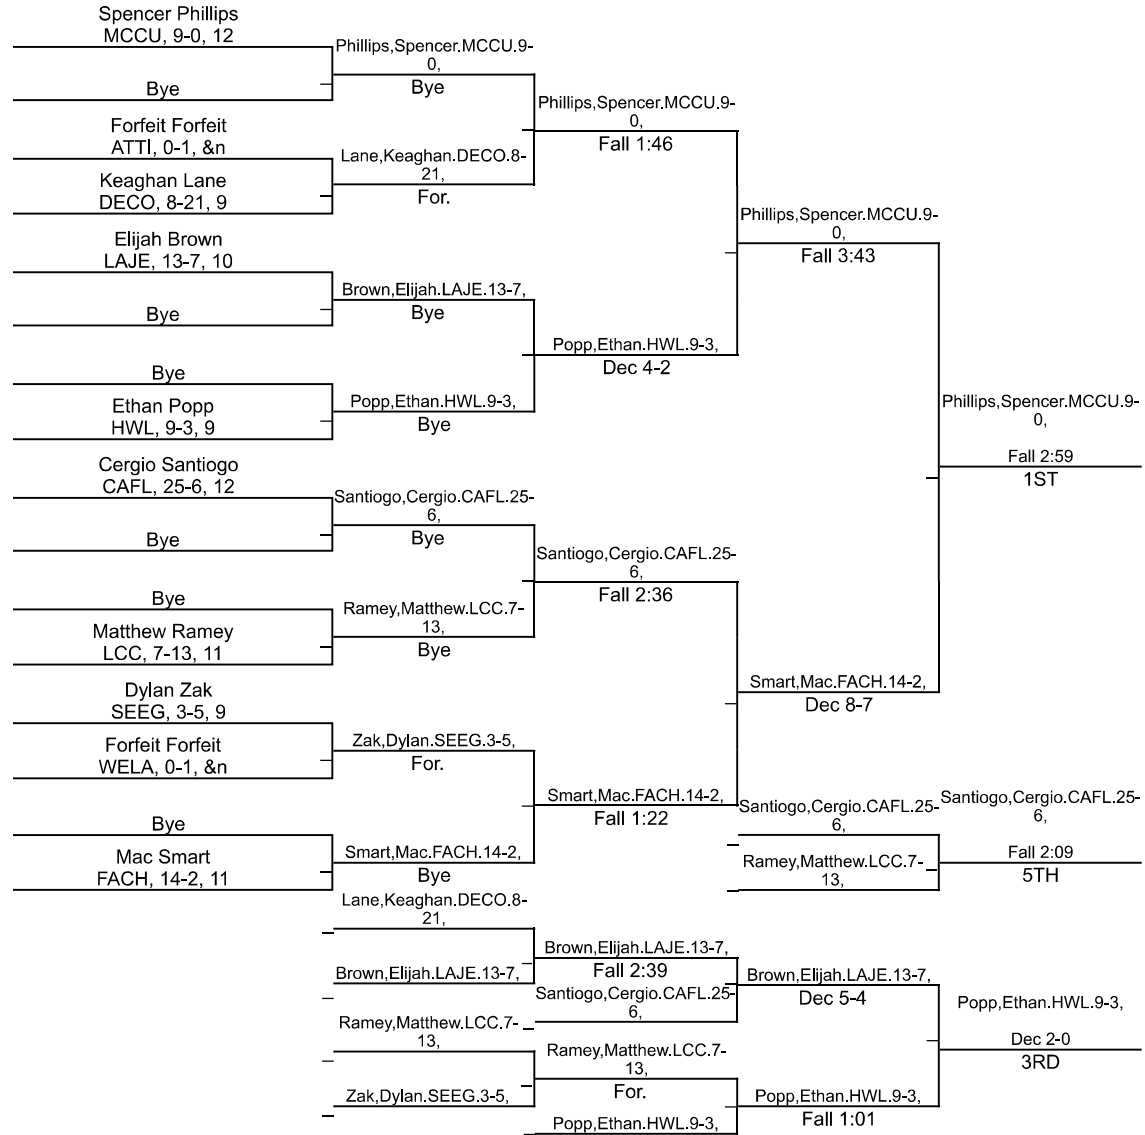 Spencer Phillips
MCCU, 9-0, 12
Bye
Forfeit Forfeit
ATTI, 0-1, &n
Keaghan Lane
DECO, 8-21, 9
Elijah Brown
LAJE, 13-7, 10
Bye
Bye
Ethan Popp
HWL, 9-3, 9
Cergio Santiogo
CAFL, 25-6, 12
Bye
Bye
Matthew Ramey
LCC, 7-13, 11
Dylan Zak
SEEG, 3-5, 9
Forfeit Forfeit
WELA, 0-1, &n
Bye
Mac Smart
FACH, 14-2, 11
Phillips,Spencer.MCCU.9-
0,
Bye
Lane,Keaghan.DECO.8-
21,
For.
Brown,Elijah.LAJE.13-7,
Bye
Popp,Ethan.HWL.9-3,
Bye
Santiogo,Cergio.CAFL.25-
6,
Bye
Ramey,Matthew.LCC.7-
13,
Bye
Zak,Dylan.SEEG.3-5,
For.
Smart,Mac.FACH.14-2,
Bye
Lane,Keaghan.DECO.8-
21,
Brown,Elijah.LAJE.13-7,
Ramey,Matthew.LCC.7-
13,
Zak,Dylan.SEEG.3-5,
Phillips,Spencer.MCCU.9-
0,
Fall 1:46
Popp,Ethan.HWL.9-3,
Dec 4-2
Santiogo,Cergio.CAFL.25-
6,
Fall 2:36
Smart,Mac.FACH.14-2,
Fall 1:22
Brown,Elijah.LAJE.13-7,
Fall 2:39
Santiogo,Cergio.CAFL.25-
6,
Ramey,Matthew.LCC.7-
13,
For.
Popp,Ethan.HWL.9-3,
Phillips,Spencer.MCCU.9-
0,
Fall 3:43
Smart,Mac.FACH.14-2,
Dec 8-7
Santiogo,Cergio.CAFL.25-
6,
Ramey,Matthew.LCC.7-
13,
Brown,Elijah.LAJE.13-7,
Dec 5-4
Popp,Ethan.HWL.9-3,
Fall 1:01
Phillips,Spencer.MCCU.9-
0,
Fall 2:59
1ST
Santiogo,Cergio.CAFL.25-
6,
Fall 2:09
5TH
Popp,Ethan.HWL.9-3,
Dec 2-0
3RD